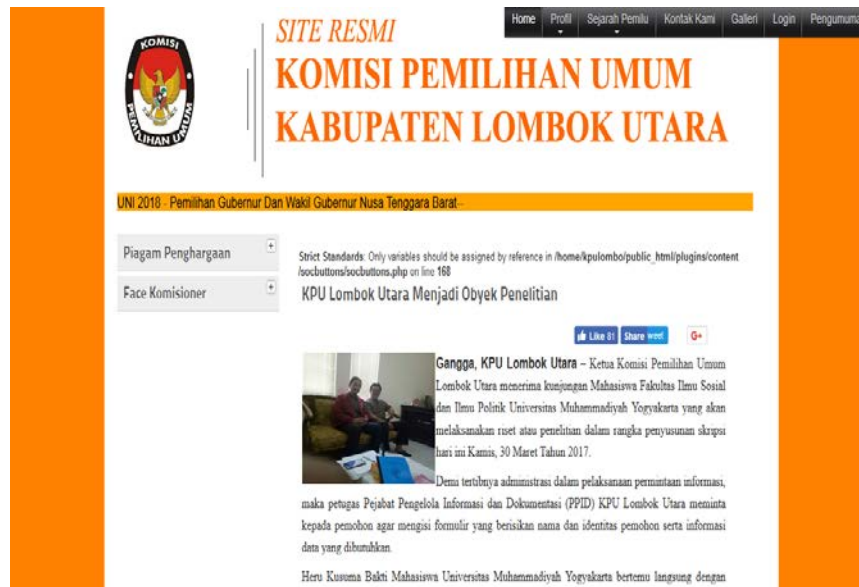 Home Profil Sejarah Pemilu Kontak Kami Galleri Login Pengumuma
KOMISI
PEMILIHAN UMUM
SITE RESMI
KOMISI PEMILIHAN UMUM
KABUPATEN LOMBOK UTARA
UNI 2018 - Pemilihan Gubernur Dan Wakil Gubernur Nusa Tenggara Barat--
Piagam Penghargaan
Face Komisioner
Strict Standards: Only variables should be assigned by reference in /home/kpulombo/public_html/plugins/content
/socbuttons/socbuttons.php on line 168
KPU Lombok Utara Menjadi Obyek Penelitian
Like 81 Share weet G+
Gangga, KPU Lombok Utara – Ketua Komisi Pemilihan Umum
Lombok Utara menerima kunjungan Mahasiswa Fakultas Ilmu Sosial
dan Ilmu Politik Universitas Muhammadiyah Yogyakarta yang akan
melaksanakan riset atau penelitian dalam rangka penyusunan skripsi
hari ini Kamis, 30 Maret Tahun 2017.
Demi tertibnya administrasi dalam pelaksanaan permintaan informasi,
maka petugas Pejabat Pengelola Informasi dan Dokumentasi (PPID) KPU Lombok Utara meminta
kepada pemohon agar mengisi formulir yang berisikan nama dan identitas pemohon serta informasi
data yang dibutuhkan.
Heru Kusuma Bakti Mahasiswa Universitas Muhammadiyah Yogyakarta bertemu langsung dengan